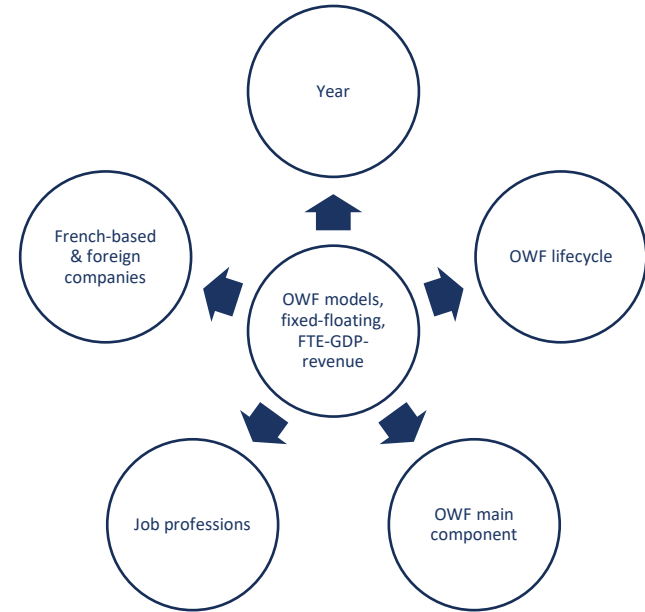 Year
French-based
& foreign
companies
OWF lifecycle
OWF models,
fixed-floating,
FTE-GDP-
revenue
Job professions
OWF main
component